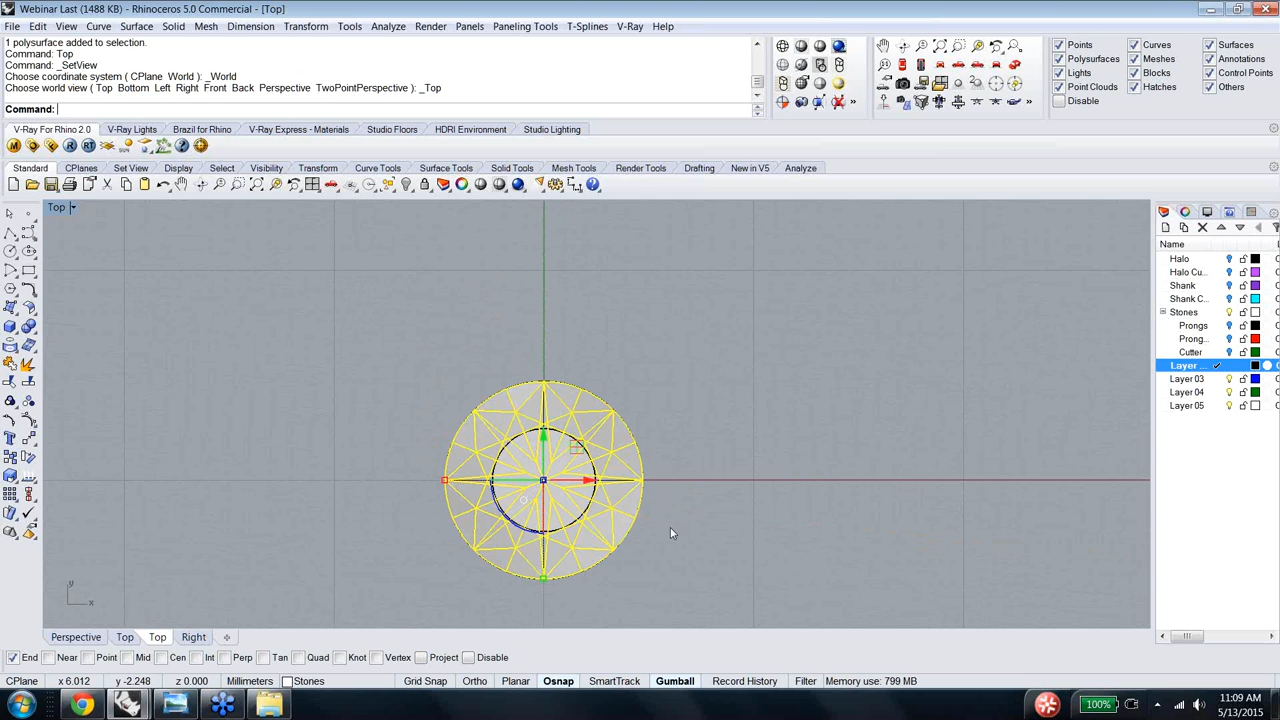 Webinar Last (1488 KB) - Rhinoceros 5.0 Commercial - [Top]
File Edit View Curve Surface Solid Mesh Dimension Transform Tools Analyze Render Panels Paneling Tools T-Splines V-Ray Help
1 polysurface added to selection.
Command: Top
Command: _SetView
Choose coordinate system ( CPlane World ): _World
Choose world view ( Top Bottom Left Right Front Back Perspective TwoPointPerspective ): _Top
Command:
Points Curves Surfaces
Polysurfaces Meshes Annotations
Lights Blocks Control Points
Point Clouds Hatches Others
Disable
V-Ray For Rhino 2.0 V-Ray Lights Brazil for Rhino V-Ray Express - Materials Studio Floors HDRI Environment Studio Lighting
Standard CPlanes Set View Display Select Visibility Transform Curve Tools Surface Tools Solid Tools Mesh Tools Render Tools Drafting New in V5 Analyze
Top
Name
Halo
Halo Cu...
Shank
Shank C...
Stones
Prongs
Prong...
Cutter
Layer ...
Layer 03
Layer 04
Layer 05
y
x
Perspective Top Top Right
End Near Point Mid Cen Int Perp Tan Quad Knot Vertex Project Disable
CPlane x 6.012 y -2.248 z 0.000 Millimeters Stones Grid Snap Ortho Planar Osnap SmartTrack Gumball Record History Filter Memory use: 799 MB
100%
11:09 AM
5/13/2015